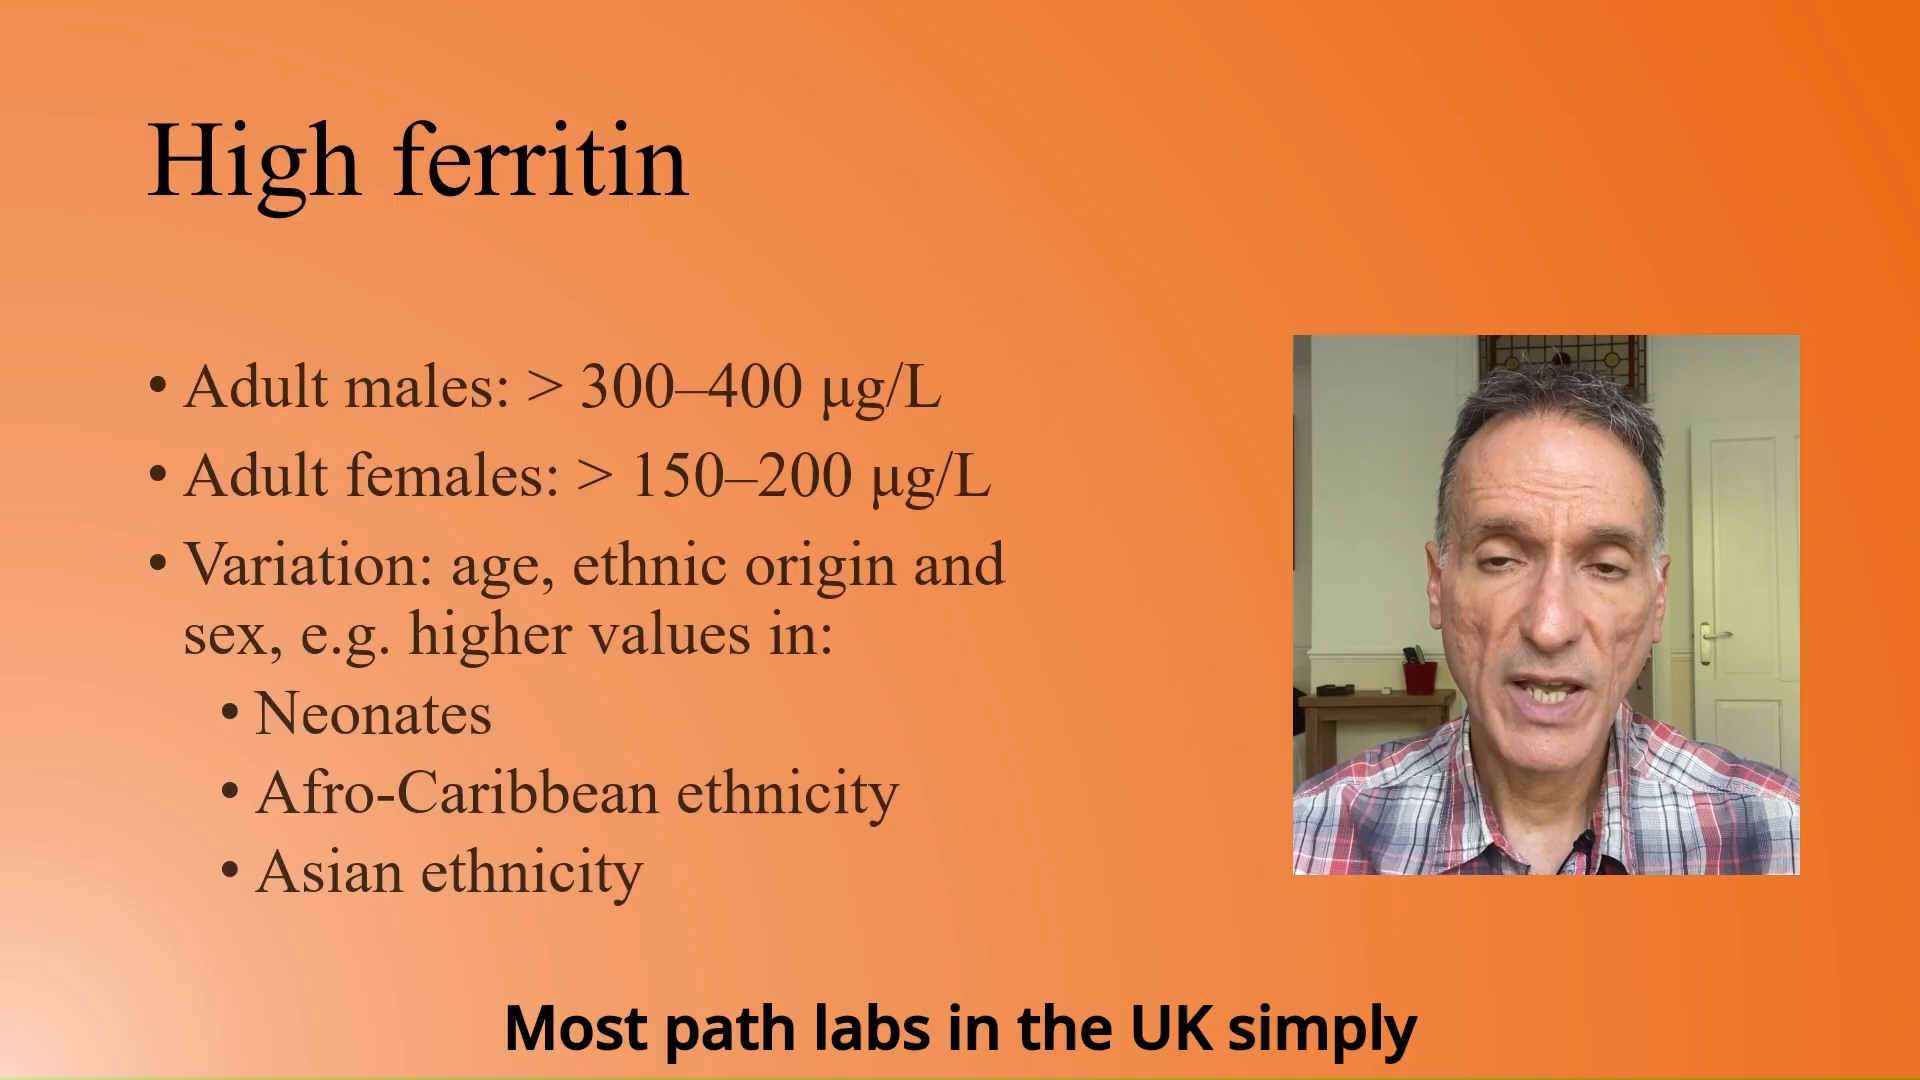 High ferritin
• Adult males: > 300–400 μg/L
• Adult females: > 150–200 μg/L
• Variation: age, ethnic origin and
sex, e.g. higher values in:
• Neonates
• Afro-Caribbean ethnicity
• Asian ethnicity
Most path labs in the UK simply